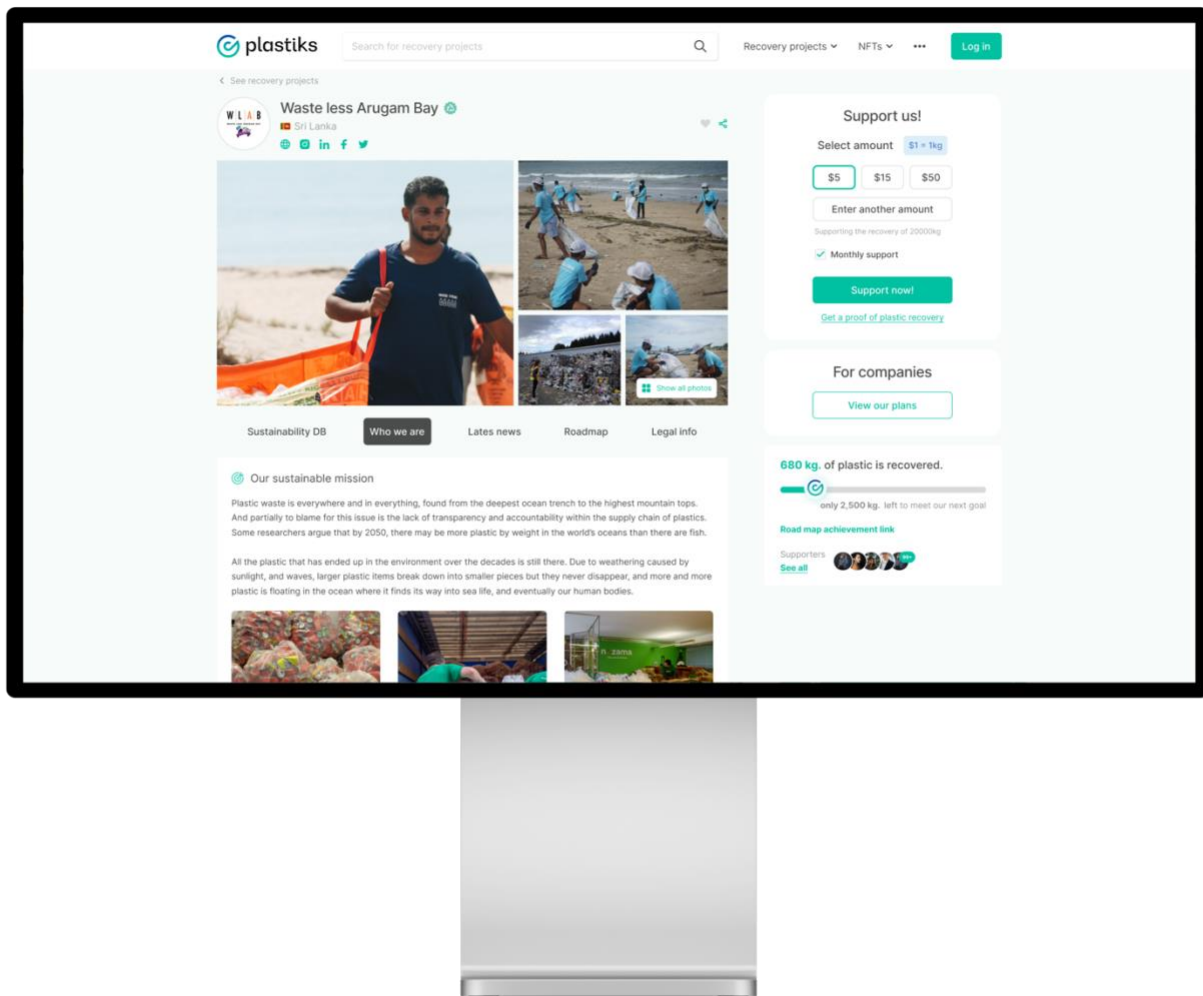 plastiks
Search for recovery projects
Recovery projects
NFTs
•••
Log in
See recovery projects
W L A B
Waste less Arugam Bay
Sri Lanka
Show all photos
Sustainability DB
Who we are
Lates news
Roadmap
Legal info
Our sustainable mission
Plastic waste is everywhere and in everything, found from the deepest ocean trench to the highest mountain tops.
And partially to blame for this issue is the lack of transparency and accountability within the supply chain of plastics.
Some researchers argue that by 2050, there may be more plastic by weight in the world's oceans than there are fish.
All the plastic that has ended up in the environment over the decades is still there. Due to weathering caused by
sunlight, and waves, larger plastic items break down into smaller pieces but they never disappear, and more and more
plastic is floating in the ocean where it finds its way into sea life, and eventually our human bodies.
Support us!
Select amount
$1 = 1kg
$5
$15
$50
Enter another amount
Supporting the recovery of 20000kg
Monthly support
Support now!
Get a proof of plastic recovery
For companies
View our plans
680 kg. of plastic is recovered.
only 2,500 kg. left to meet our next goal
Road map achievement link
Supporters
See all